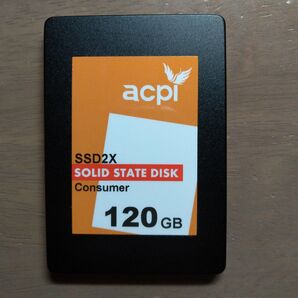 acpi
SSD2X
SOLID STATE DISK
Consumer
120 GB